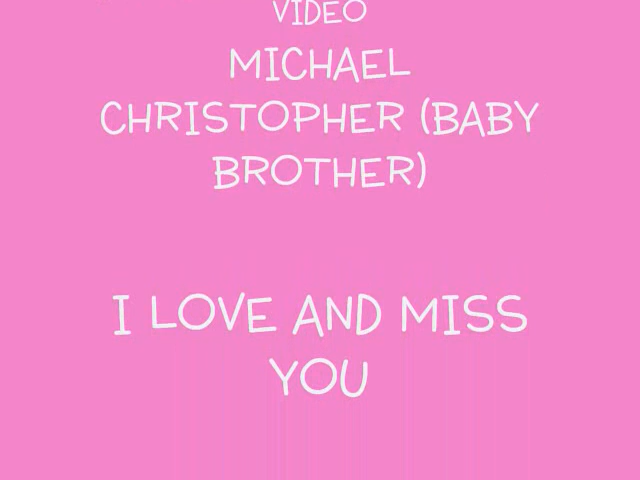 VIDEO
MICHAEL
CHRISTOPHER (BABY
BROTHER)
I LOVE AND MISS
YOU